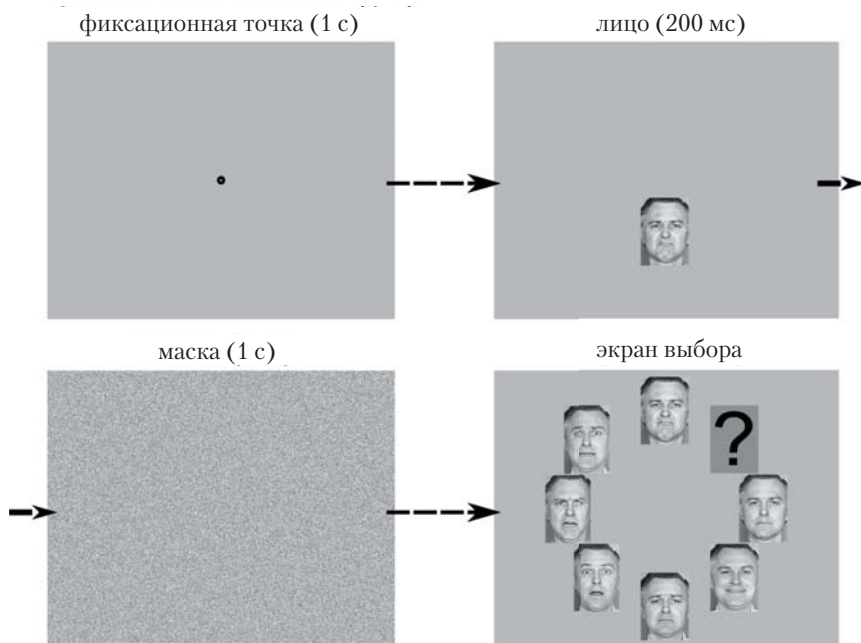 фиксационная точка (1 с)
лицо (200 мс)
маска (1 с)
экран выбора
?